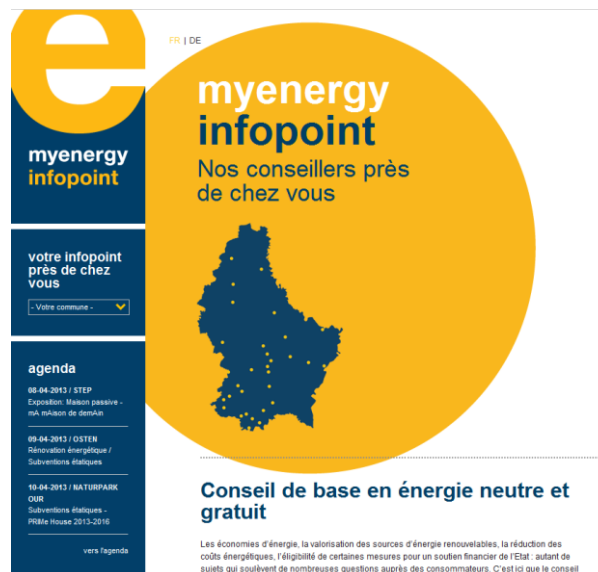 FR | DE
myenergy
infopoint
myenergy
infopoint
Nos conseillers près
de chez vous
votre infopoint
près de chez
vous
- Votre commune -
agenda
08-04-2013 / STEP
Exposition: Maison passive -
mA mAison de demAin
09-04-2013 / OSTEN
Rénovation énergétique /
Subventions étatiques
10-04-2013 / NATURPARK
OUR
Subventions étatiques -
PRIMe House 2013-2016
vers l'agenda
Conseil de base en énergie neutre et
gratuit
Les économies d'énergie, la valorisation des sources d'énergie renouvelables, la réduction des
coûts énergétiques, l'éligibilité de certaines mesures pour un soutien financier de l'Etat : autant de
sujets qui soulèvent de nombreuses questions auprès des consommateurs. C'est ici que le conseil